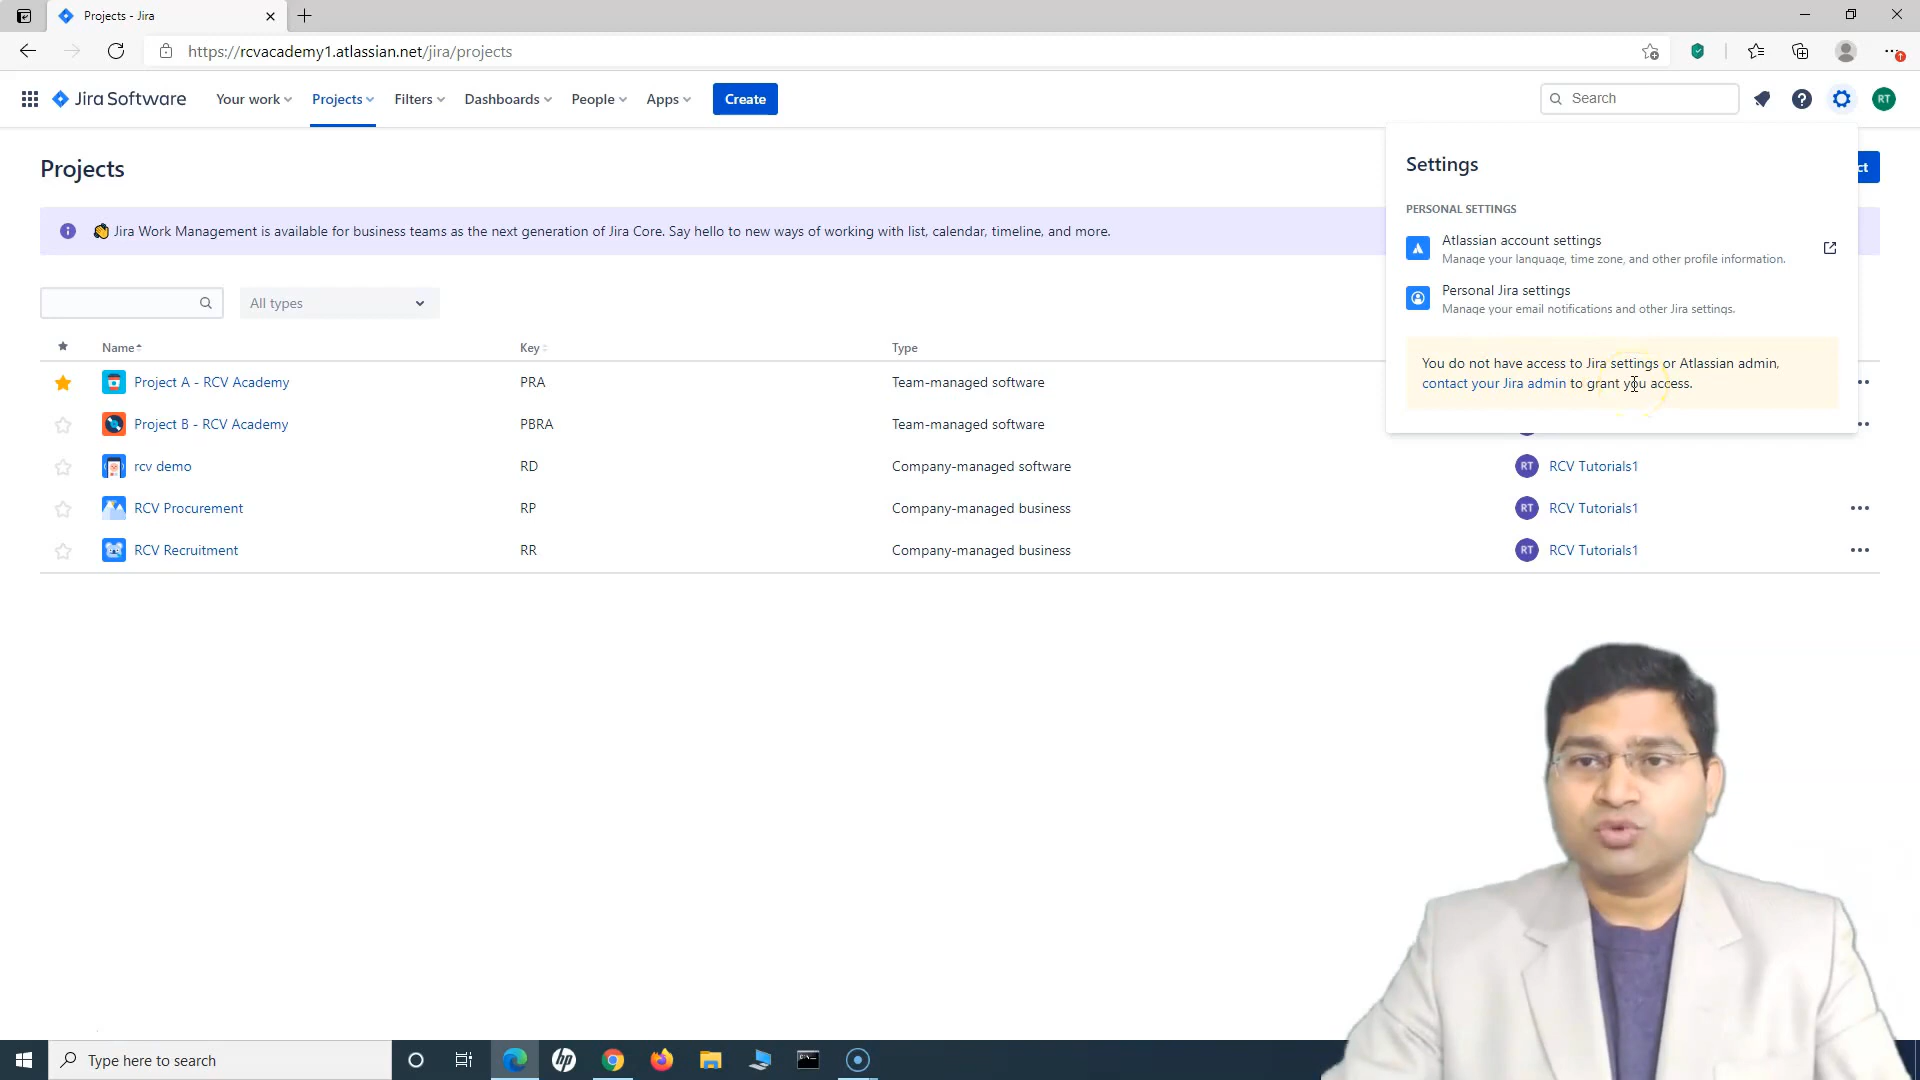 Projects - Jira
https://rcvacademy1.atlassian.net/jira/projects
Jira Software
Your work
Projects
Filters
Dashboards
People
Apps
Create
Search
RT
Projects
ct
Jira Work Management is available for business teams as the next generation of Jira Core. Say hello to new ways of working with list, calendar, timeline, and more.
All types
Name
Key
Type
Project A - RCV Academy
PRA
Team-managed software
Project B - RCV Academy
PBRA
Team-managed software
rcv demo
RD
Company-managed software
RT
RCV Tutorials1
RCV Procurement
RP
Company-managed business
RT
RCV Tutorials1
RCV Recruitment
RR
Company-managed business
RT
RCV Tutorials1
Settings
PERSONAL SETTINGS
Atlassian account settings
Manage your language, time zone, and other profile information.
Personal Jira settings
Manage your email notifications and other Jira settings.
You do not have access to Jira settings or Atlassian admin,
contact your Jira admin to grant you access.
Type here to search
hp